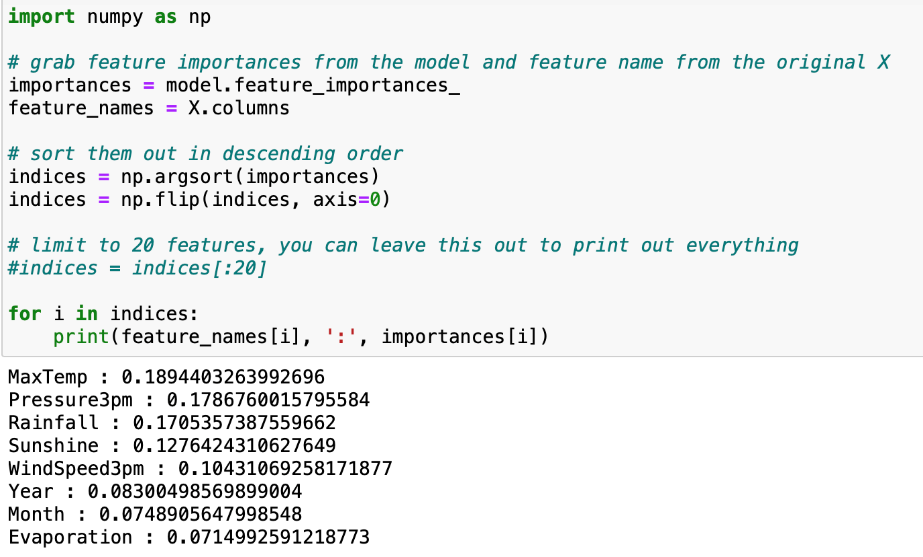 import numpy as np
# grab feature importances from the model and feature name from the original X
importances = model.feature_importances_
feature_names = X.columns
# sort them out in descending order
indices = np.argsort(importances)
indices = np.flip(indices, axis=0)
# limit to 20 features, you can leave this out to print out everything
#indices = indices[:20]
for i in indices:
    print(feature_names[i], ':', importances[i])
MaxTemp : 0.1894403263992696
Pressure3pm : 0.1786760015795584
Rainfall : 0.1705357387559662
Sunshine : 0.1276424310627649
WindSpeed3pm : 0.10431069258171877
Year : 0.08300498569899004
Month : 0.0748905647998548
Evaporation : 0.0714992591218773